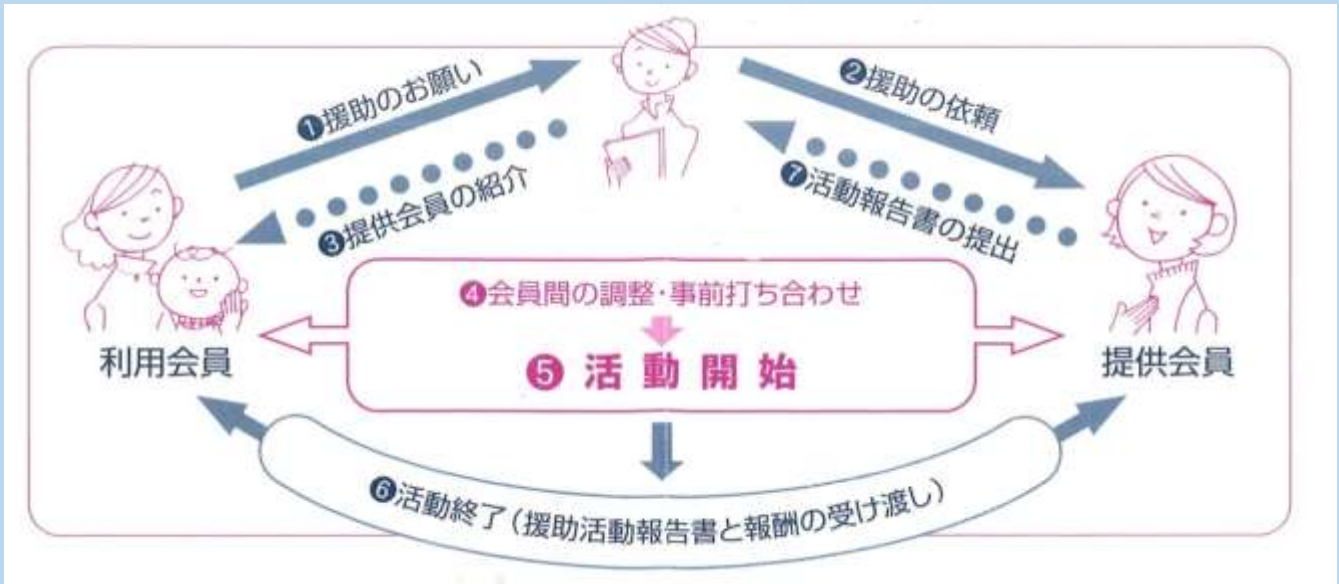 ❶援助のお願い
❷援助の依頼
❸提供会員の紹介
❼活動報告書の提出
❹会員間の調整・事前打ち合わせ
❺活動開始
利用会員
提供会員
❻活動終了(援助活動報告書と報酬の受け渡し)